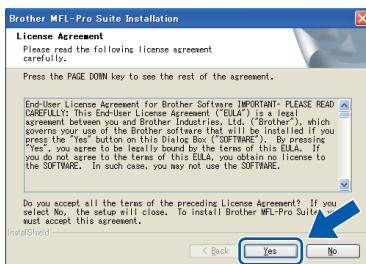 Brother MFL-Pro Suite Installation
License Agreement
Please read the following license agreement
carefully.
Press the PAGE DOWN key to see the rest of the agreement.
End-User License Agreement for Brother Software IMPORTANT- PLEASE READ
CAREFULLY: This End-User License Agreement ("EULA") is a legal
agreement between you and Brother Industries, Ltd. ("Brother"), which
governs your use of the Brother software that will be installed if you
press the "Yes" button on this Dialog Box ("SOFTWARE"). By pressing
"Yes", you agree to be legally bound by the terms of this EULA. If
you do not agree to the terms of this EULA, you obtain no license to
the SOFTWARE. In such case, you may not use the SOFTWARE.
Do you accept all the terms of the preceding License Agreement? If you
select No, the setup will close. To install Brother MFL-Pro
must accept this agreement.
InstallShield
< Back Yes No